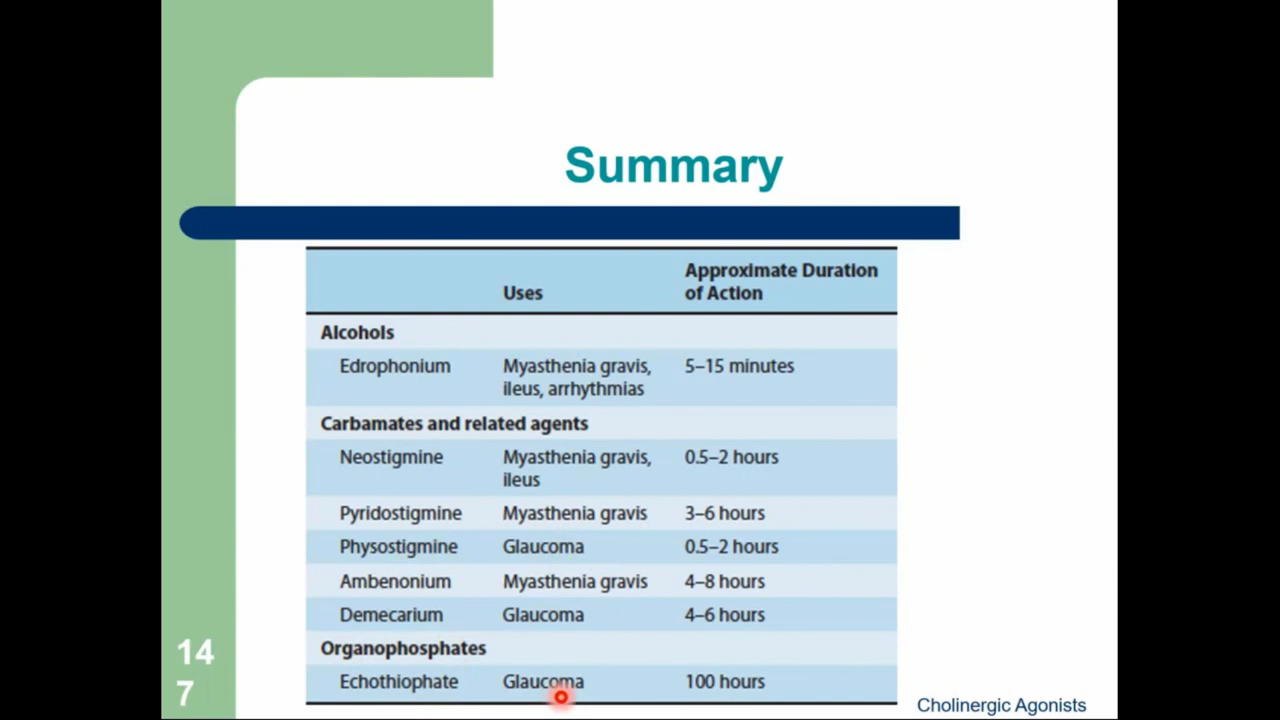 Summary
Uses
Approximate Duration
of Action
Alcohols
Edrophonium Myasthenia gravis, 5–15 minutes
ileus, arrhythmias
Carbamates and related agents
Neostigmine Myasthenia gravis, 0.5–2 hours
ileus
Pyridostigmine Myasthenia gravis 3–6 hours
Physostigmine Glaucoma 0.5–2 hours
Ambenonium Myasthenia gravis 4–8 hours
Demecarium Glaucoma 4–6 hours
Organophosphates
Echothiophate Glaucoma 100 hours
14
7
Cholinergic Agonists